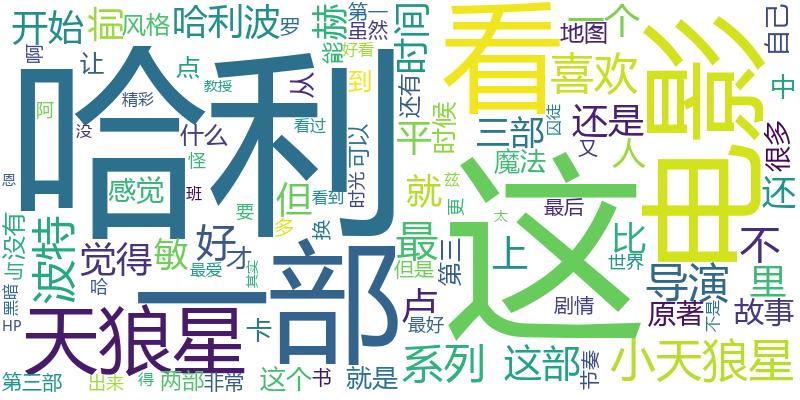 哈利
这
一部
电影
看
天狼星
小天狼星
开始
风格
哈利波
罗
赫
第一
虽然
能
好看
时间
一个
地图
自己
喜欢
让
点
从
到
还有
中
阿
精彩
教授
没
什么
看过
可以
平
时候
三部
还是
囚徒
很多
又
人
魔法
恩
感觉
怪
班
要
但
看到
时光
就
兹
更
最后
太
还
没有
波特
觉得
敏
好
才
多
换
最
但是
第三
上
比
世界
不
黑暗
哈
最爱
其实
占
导演
里
剧情
原著
不是
故事
HP
卡
最好
第三部
出来
得
两部
非常
这个
书
就是
系列
这部
节奏